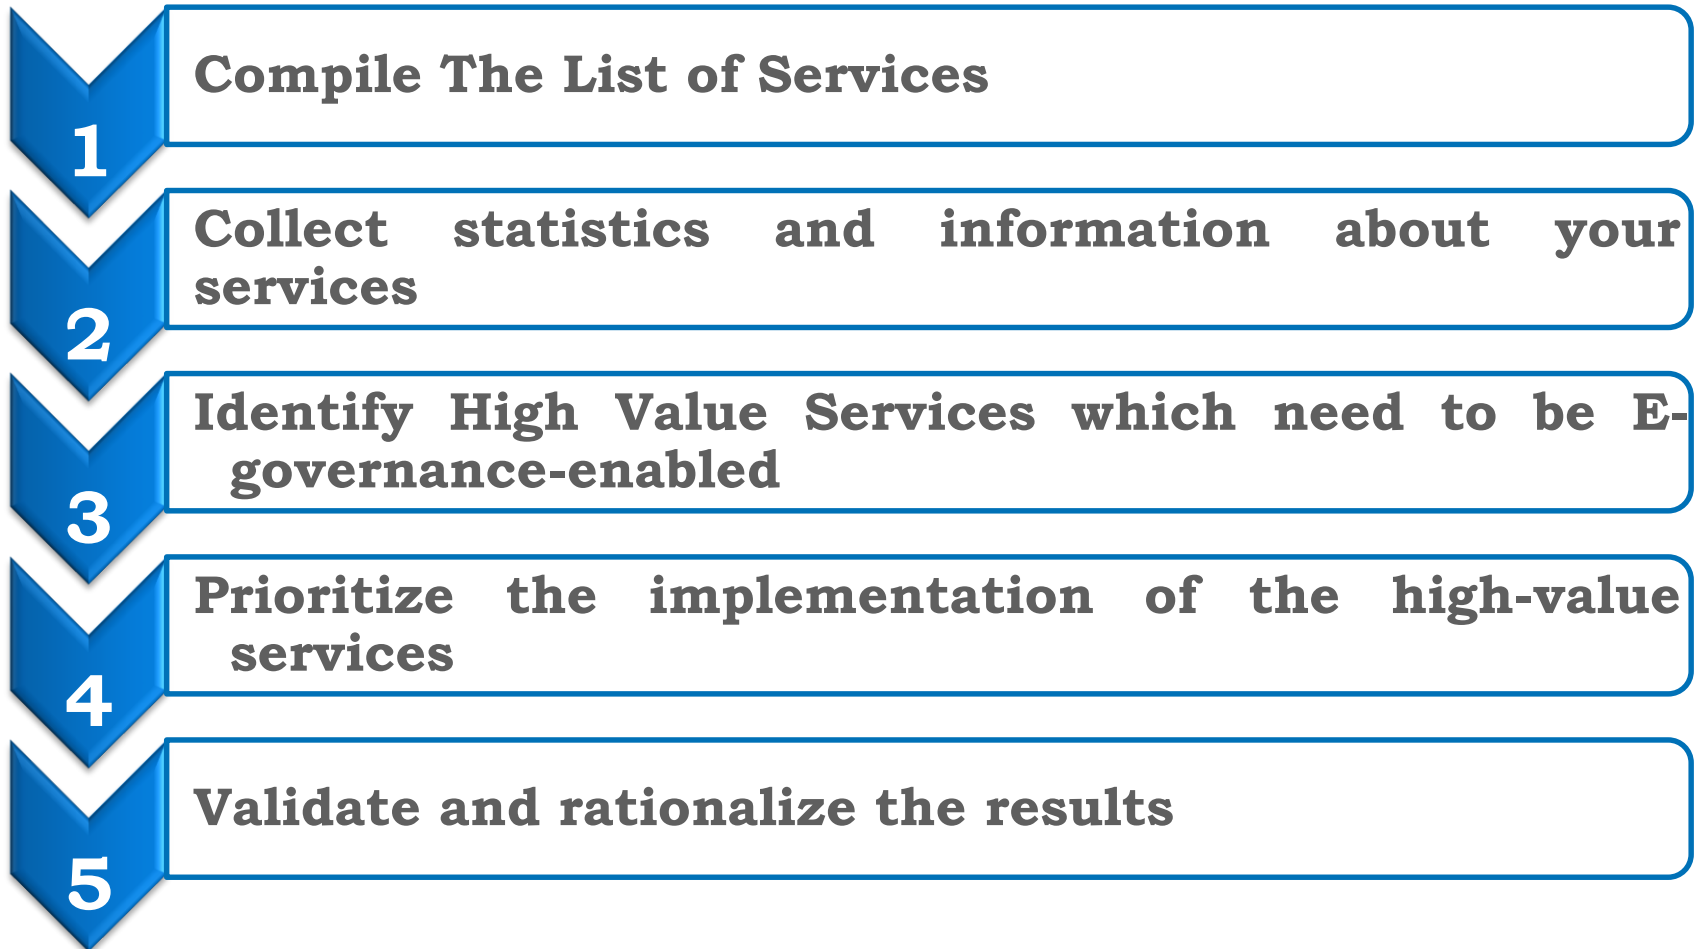 1
Compile The List of Services
2
Collect statistics and information about your
services
3
Identify High Value Services which need to be E-
governance-enabled
4
Prioritize the implementation of the high-value
services
5
Validate and rationalize the results